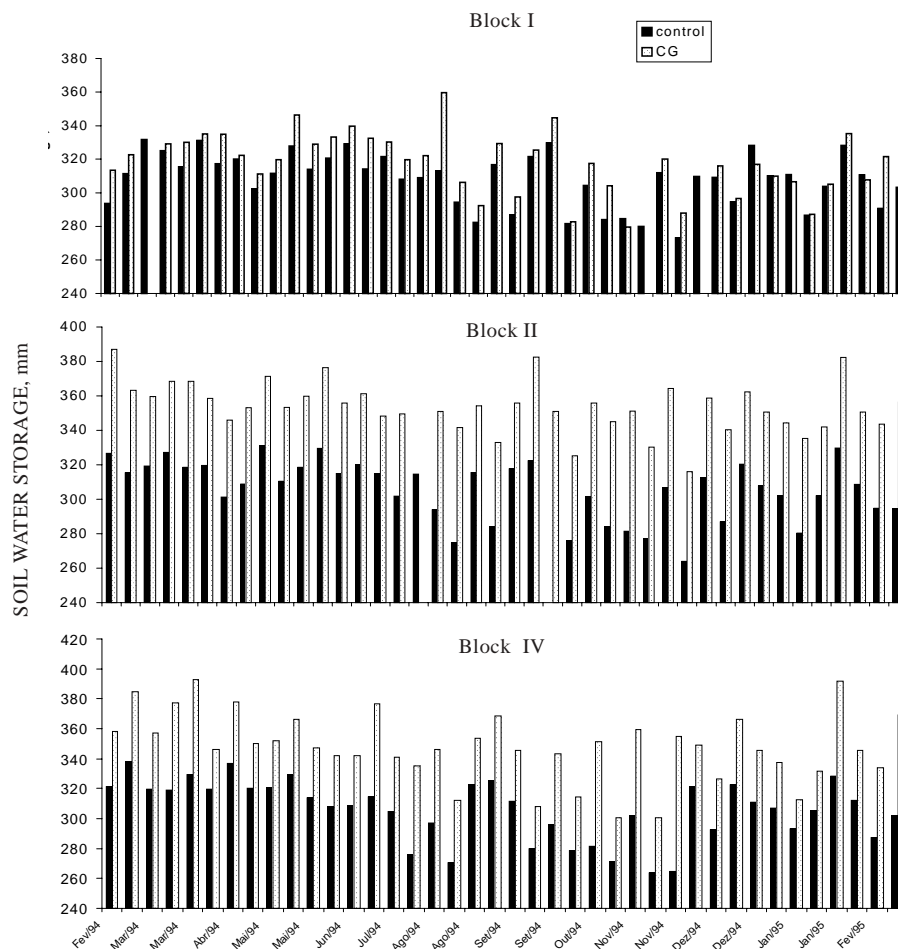 Block I
control
CG
380
360
340
320
300
280
260
240
Block II
400
380
360
340
320
300
280
260
240
SOIL WATER STORAGE, mm
Block IV
420
400
380
360
340
320
300
280
260
240
Fev/94
Mar/94
Mar/94
Abr/94
Mai/94
Mai/94
Jun/94
Jul/94
Ago/94
Ago/94
Set/94
Set/94
Out/94
Nov/94
Nov/94
Dez/94
Dez/94
Jan/95
Jan/95
Fev/95